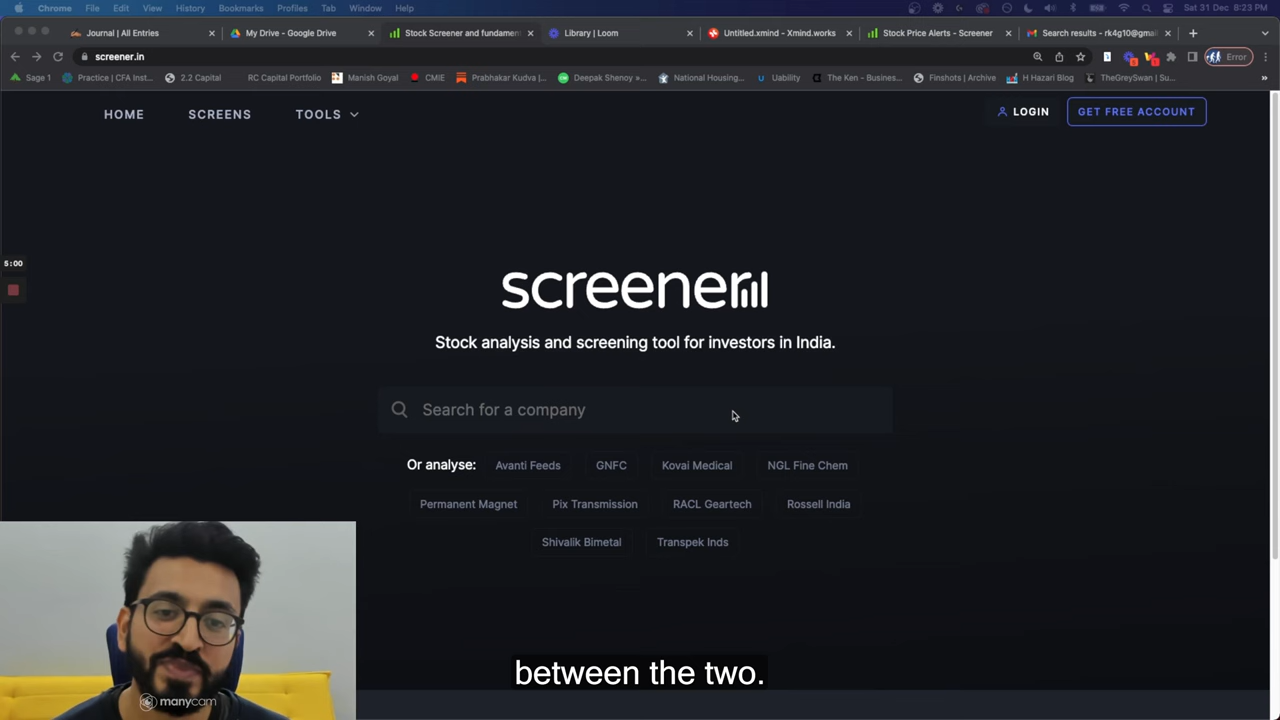 Chrome File Edit View History Bookmarks Profiles Tab Window Help Sat 31 Dec 8:23 PM
Journal | All Entries My Drive - Google Drive Stock Screener and fundamen Library | Loom Untitled.xmind - Xmind.works Stock Price Alerts - Screener Search results - rk4g10@gmai
screener.in Error
Sage 1 Practice | CFA Inst... 2.2 Capital RC Capital Portfolio Manish Goyal CMIE Prabhakar Kudva /... Deepak Shenoy »... National Housing... Uability The Ken - Busines... Finshots | Archive H Hazari Blog TheGreySwan | Su... »
HOME SCREENS TOOLS LOGIN GET FREE ACCOUNT
5:00
screener
Stock analysis and screening tool for investors in India.
Search for a company
Or analyse: Avanti Feeds GNFC Kovai Medical NGL Fine Chem
Permanent Magnet Pix Transmission RACL Geartech Rossell India
Shivalik Bimetal Transpek Inds
between the two.
manycam